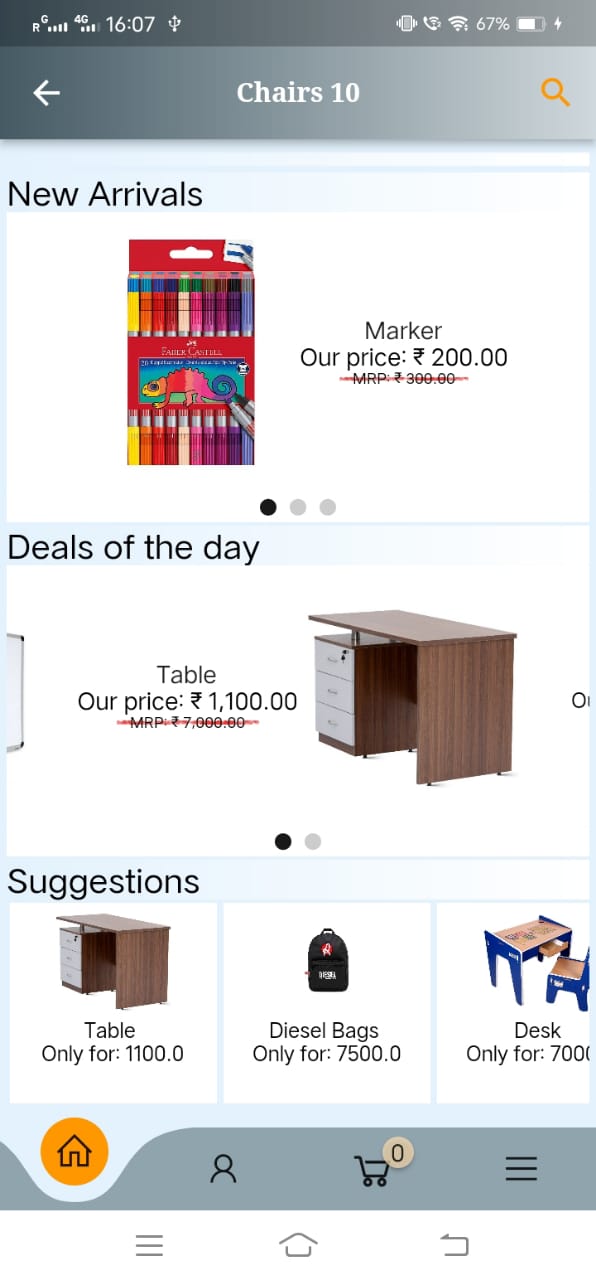 R G 4G 16:07 67%
Chairs 10
New Arrivals
FABER-CASTELL
Marker
Our price: ₹ 200.00
MRP: ₹ 300.00
Deals of the day
Table
Our price: ₹ 1,100.00
MRP: ₹ 7,000.00
Suggestions
DIESEL
Table
Only for: 1100.0
Diesel Bags
Only for: 7500.0
Desk
Only for: 700
0